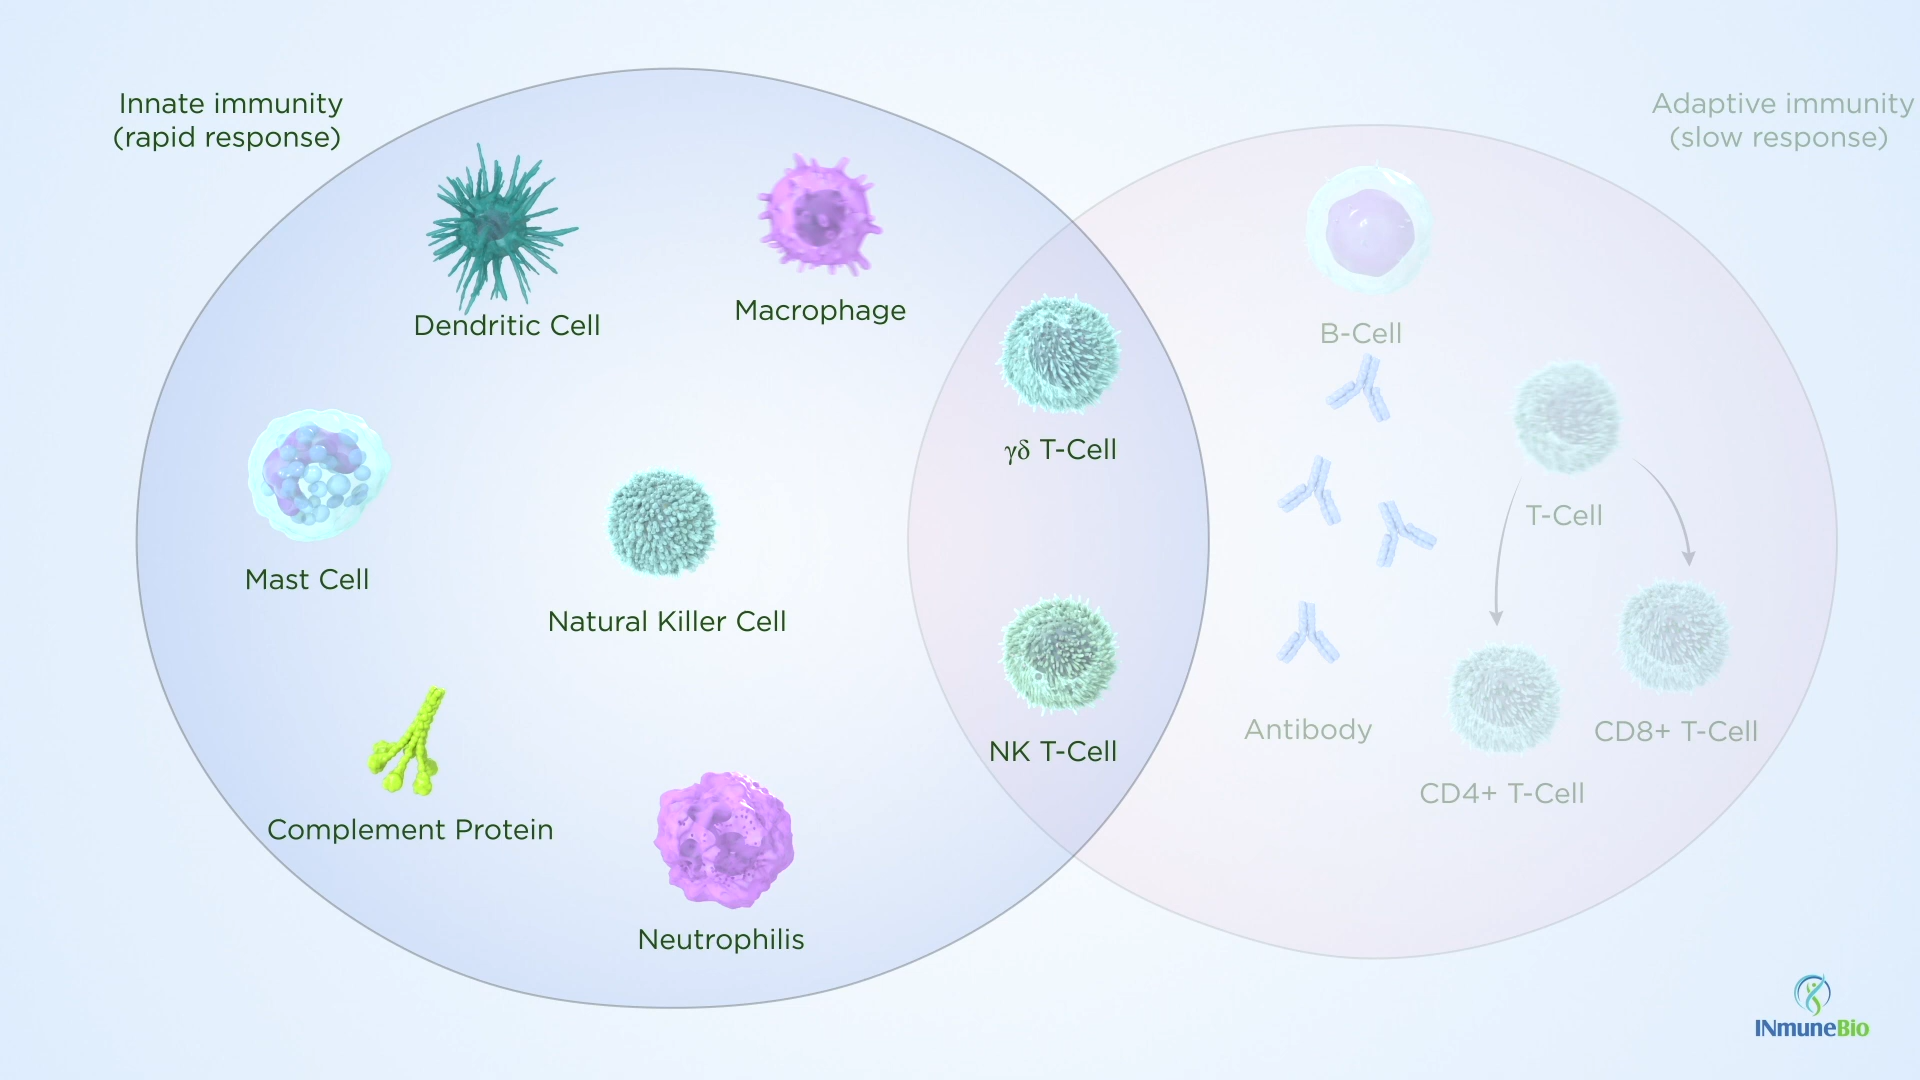 Innate immunity
(rapid response)
Adaptive immunity
(slow response)
Dendritic Cell
Macrophage
B-Cell
γδ T-Cell
T-Cell
Mast Cell
Natural Killer Cell
NK T-Cell
Antibody
CD8+ T-Cell
CD4+ T-Cell
Complement Protein
Neutrophilis
INmuneBio